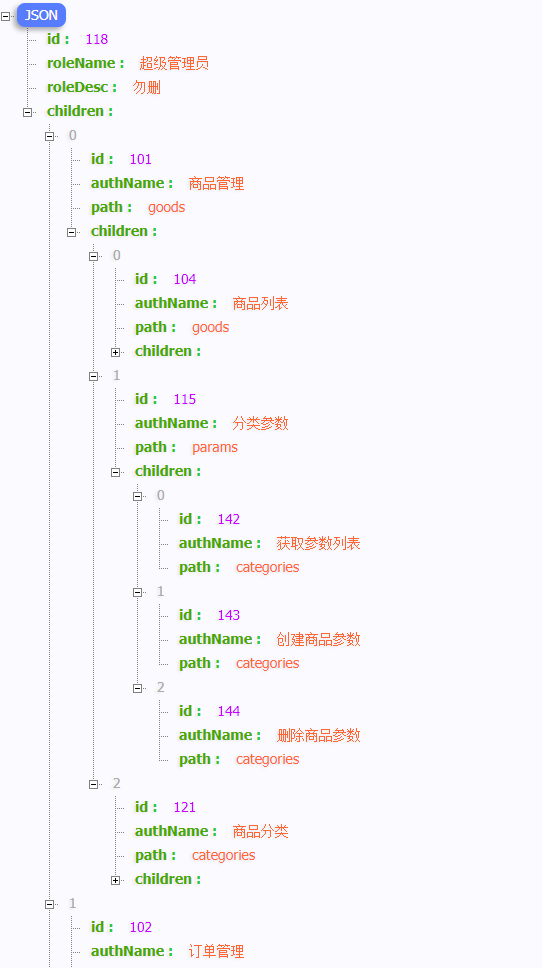 JSON
id : 118
roleName : 超级管理员
roleDesc : 勿删
children :
0
id : 101
authName : 商品管理
path : goods
children :
0
id : 104
authName : 商品列表
path : goods
children :
1
id : 115
authName : 分类参数
path : params
children :
0
id : 142
authName : 获取参数列表
path : categories
1
id : 143
authName : 创建商品参数
path : categories
2
id : 144
authName : 删除商品参数
path : categories
2
id : 121
authName : 商品分类
path : categories
children :
1
id : 102
authName : 订单管理